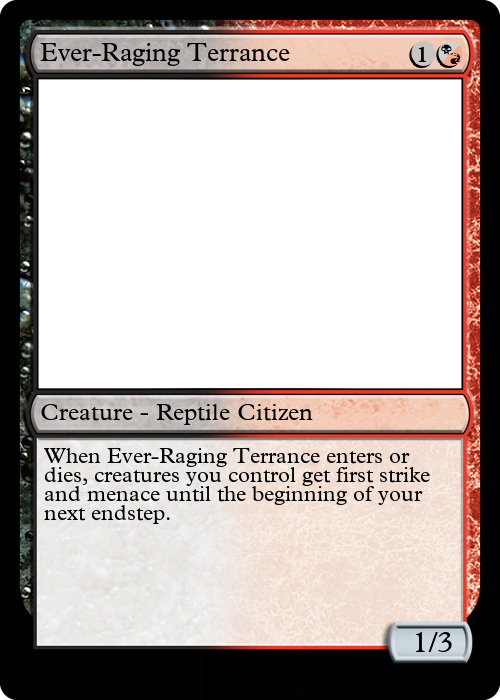 Ever-Raging Terrance 1
Creature - Reptile Citizen
When Ever-Raging Terrance enters or
dies, creatures you control get first strike
and menace until the beginning of your
next endstep.
1/3